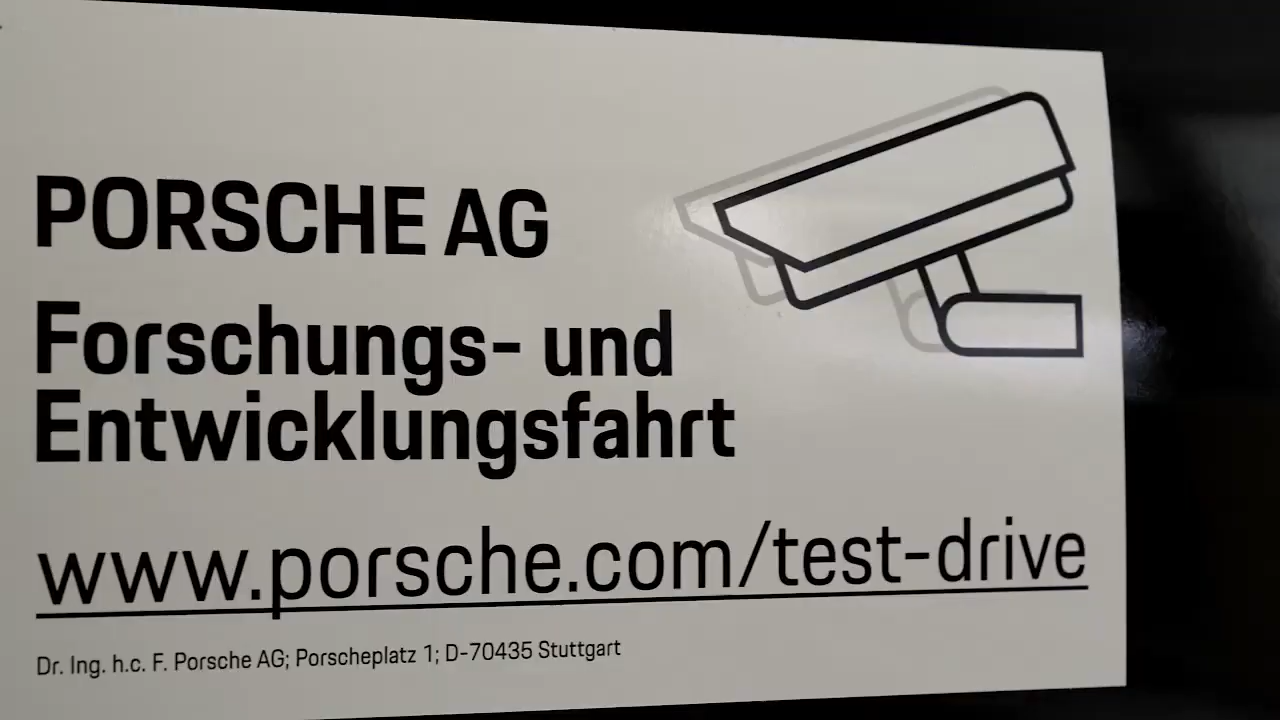 PORSCHE AG
Forschungs- und
Entwicklungsfahrt
www.porsche.com/test-drive
Dr. Ing. h.c. F. Porsche AG; Porscheplatz 1; D-70435 Stuttgart